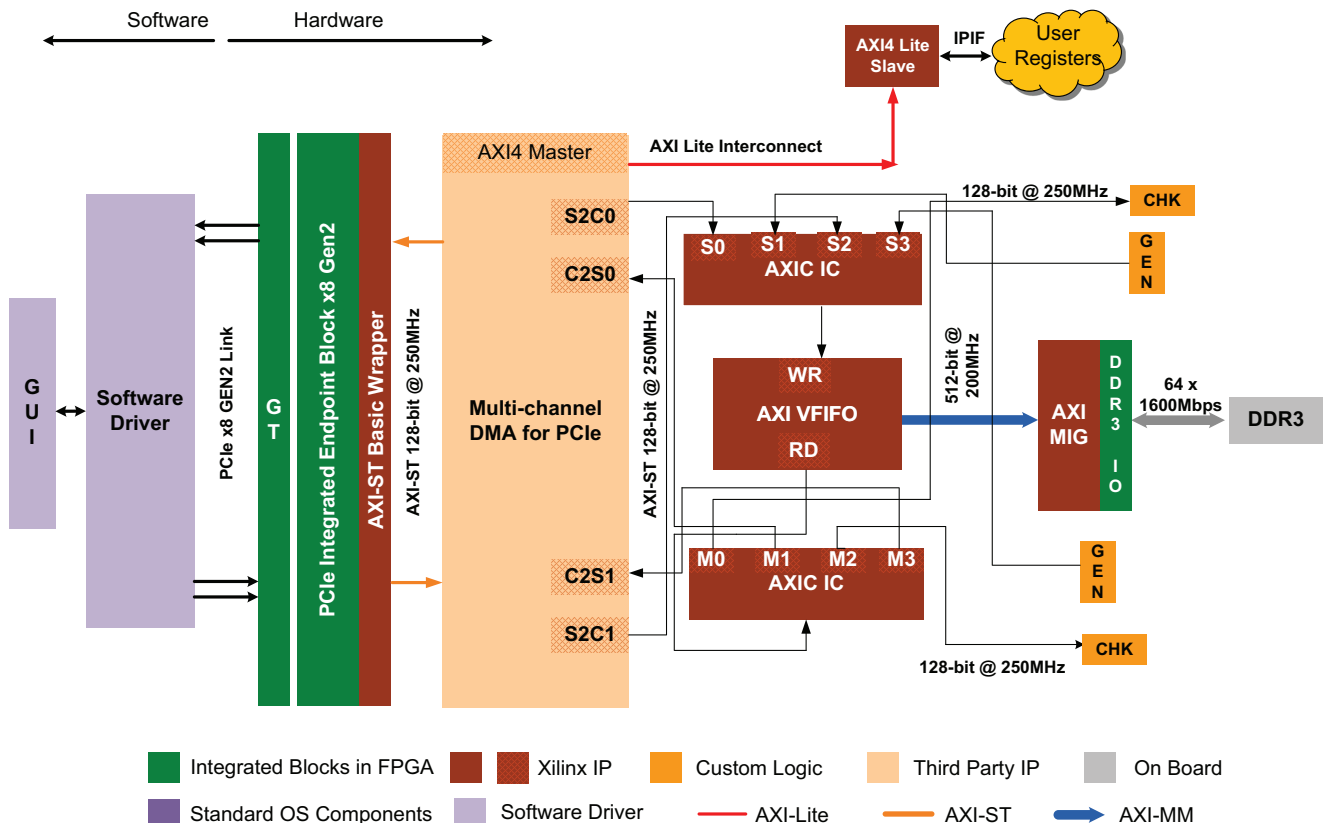 Software
Hardware
AXI4 Lite
Slave
IPIF
User
Registers
AXI4 Master
AXI Lite Interconnect
128-bit @ 250MHz
CHK
S2C0
S0
S1
S2
S3
AXIC IC
GEN
C2S0
GUI
Software
Driver
PCIe x8 GEN2 Link
GT
PCIe Integrated Endpoint Block x8 Gen2
AXI-ST Basic Wrapper
AXI-ST 128-bit @ 250MHz
Multi-channel
DMA for PCIe
AXI-ST 128-bit @ 250MHz
WR
AXI VFIFO
RD
512-bit @
200MHz
AXI
MIG
DDR3 IO
64 x
1600Mbps
DDR3
M0
M1
M2
M3
AXIC IC
C2S1
S2C1
GEN
CHK
128-bit @ 250MHz
Integrated Blocks in FPGA
Xilinx IP
Custom Logic
Third Party IP
On Board
Standard OS Components
Software Driver
AXI-Lite
AXI-ST
AXI-MM